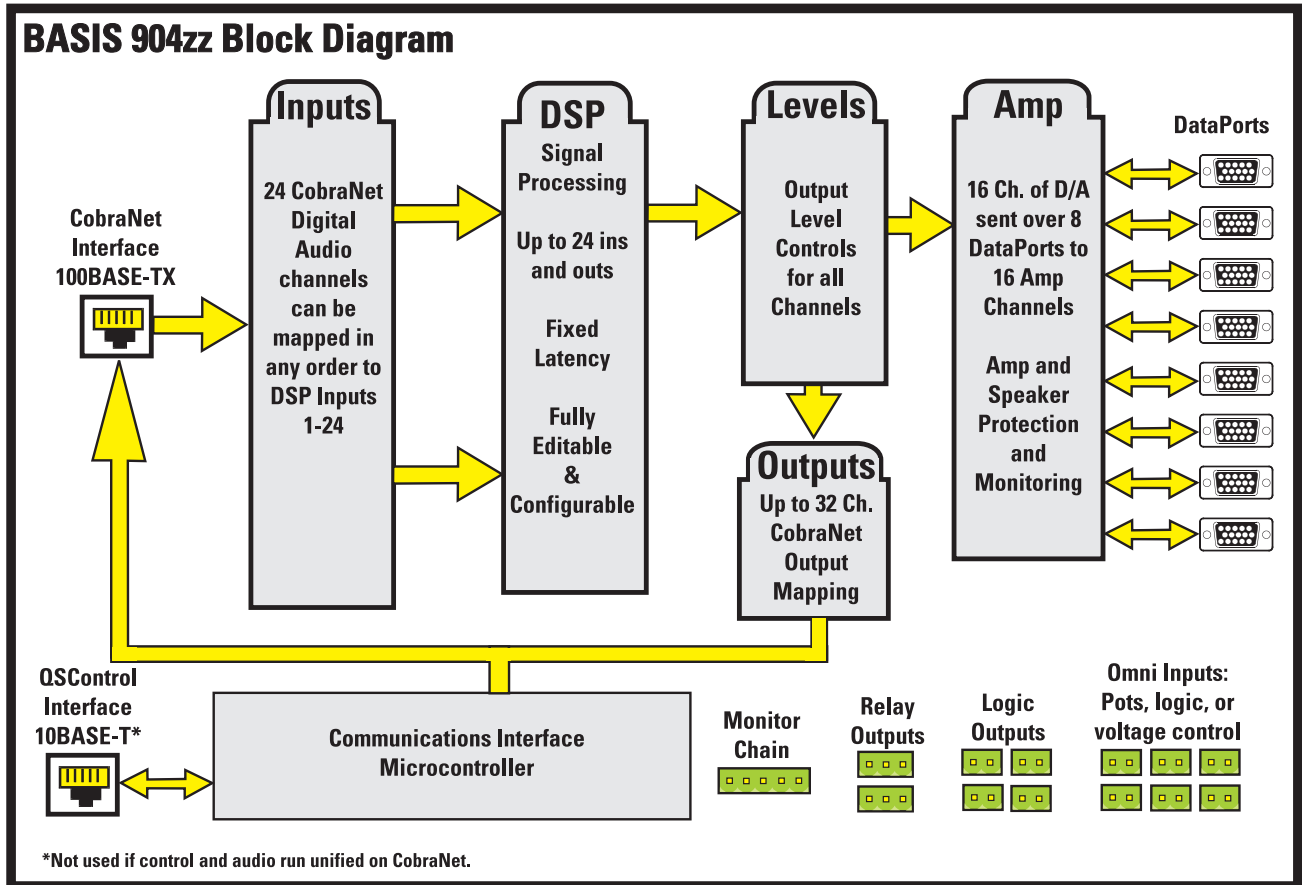 BASIS 904zz Block Diagram
CobraNet
Interface
100BASE-TX
Inputs
24 CobraNet
Digital
Audio
channels
can be
mapped in
any order to
DSP Inputs
1-24
DSP
Signal
Processing
Up to 24 ins
and outs
Fixed
Latency
Fully
Editable
&
Configurable
Levels
Output
Level
Controls
for all
Channels
Outputs
Up to 32 Ch.
CobraNet
Output
Mapping
Amp
16 Ch. of D/A
sent over 8
DataPorts to
16 Amp
Channels
Amp and
Speaker
Protection
and
Monitoring
DataPorts
QSControl
Interface
10BASE-T*
Communications Interface
Microcontroller
Monitor
Chain
Relay
Outputs
Logic
Outputs
Omni Inputs:
Pots, logic, or
voltage control
*Not used if control and audio run unified on CobraNet.